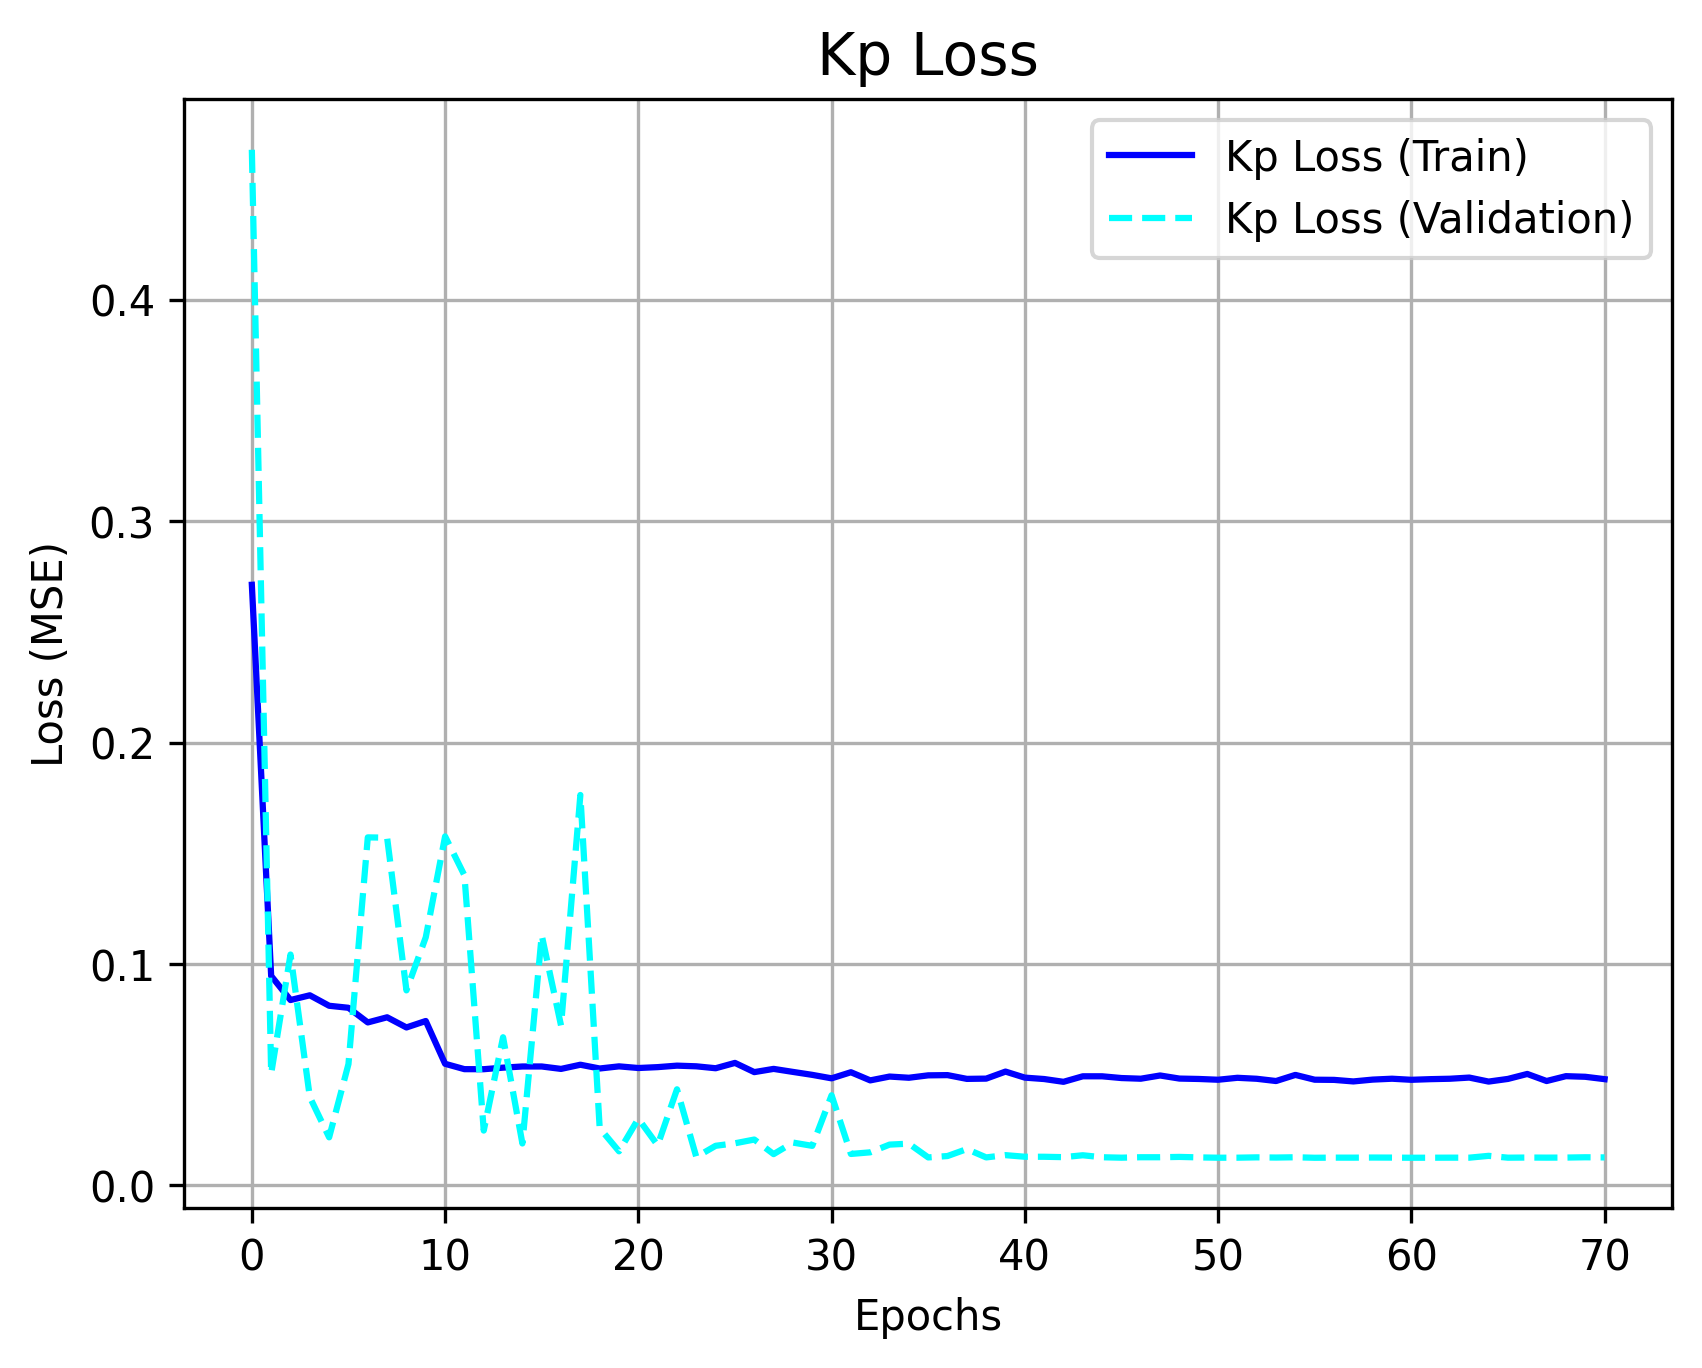 Kp Loss
Kp Loss (Train)
Kp Loss (Validation)
Loss (MSE)
0.4
0.3
0.2
0.1
0.0
0 10 20 30 40 50 60 70
Epochs